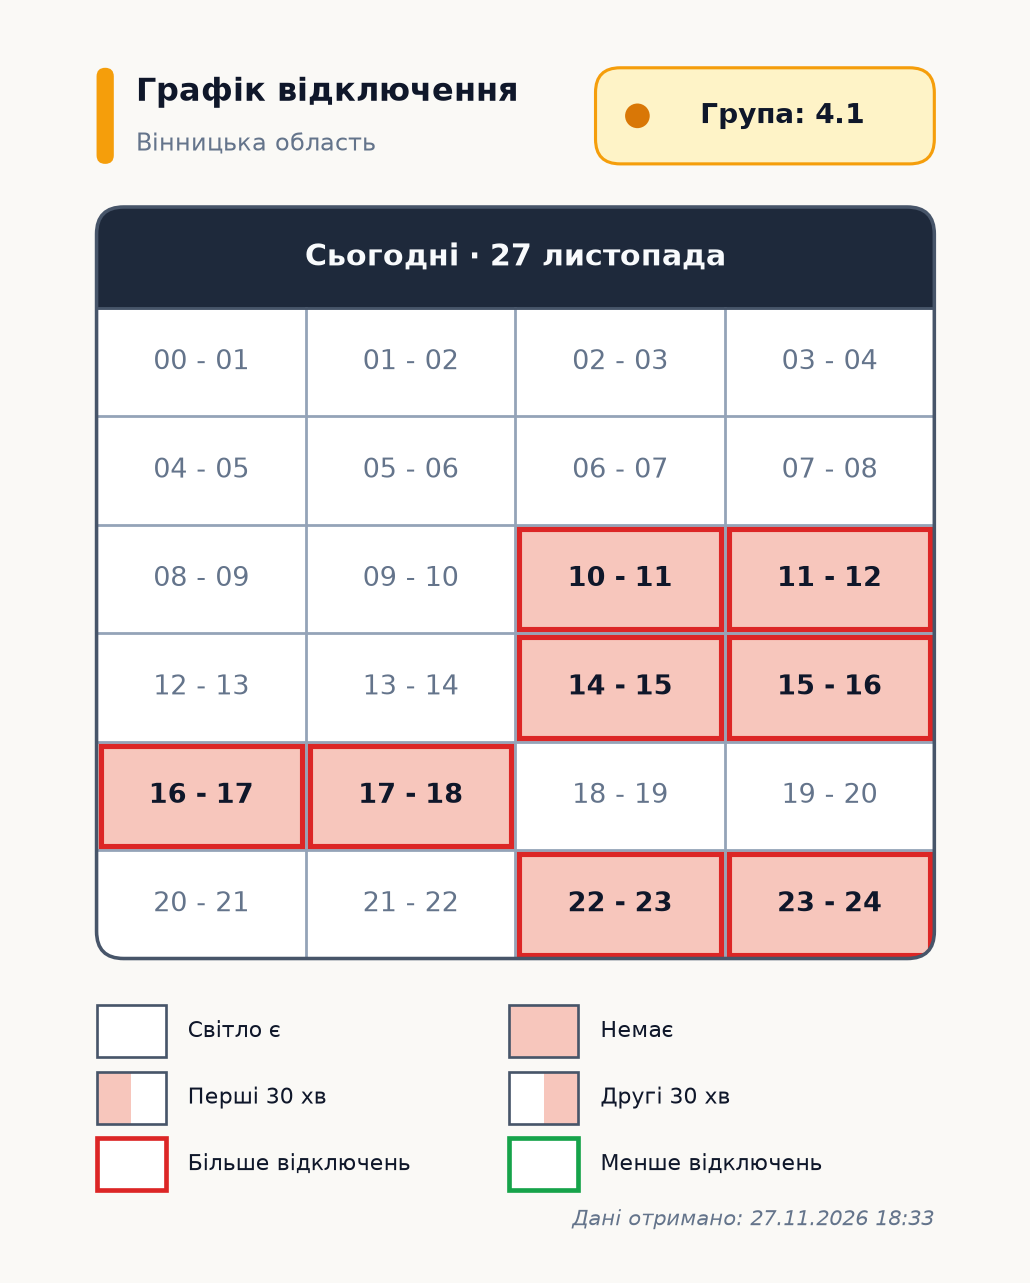 Графік відключення
Вінницька область
Група: 4.1
Сьогодні · 27 листопада
00 - 01 01 - 02 02 - 03 03 - 04
04 - 05 05 - 06 06 - 07 07 - 08
08 - 09 09 - 10 10 - 11 11 - 12
12 - 13 13 - 14 14 - 15 15 - 16
16 - 17 17 - 18 18 - 19 19 - 20
20 - 21 21 - 22 22 - 23 23 - 24
Світло є Немає
Перші 30 хв Другі 30 хв
Більше відключень Менше відключень
Дані отримано: 27.11.2026 18:33